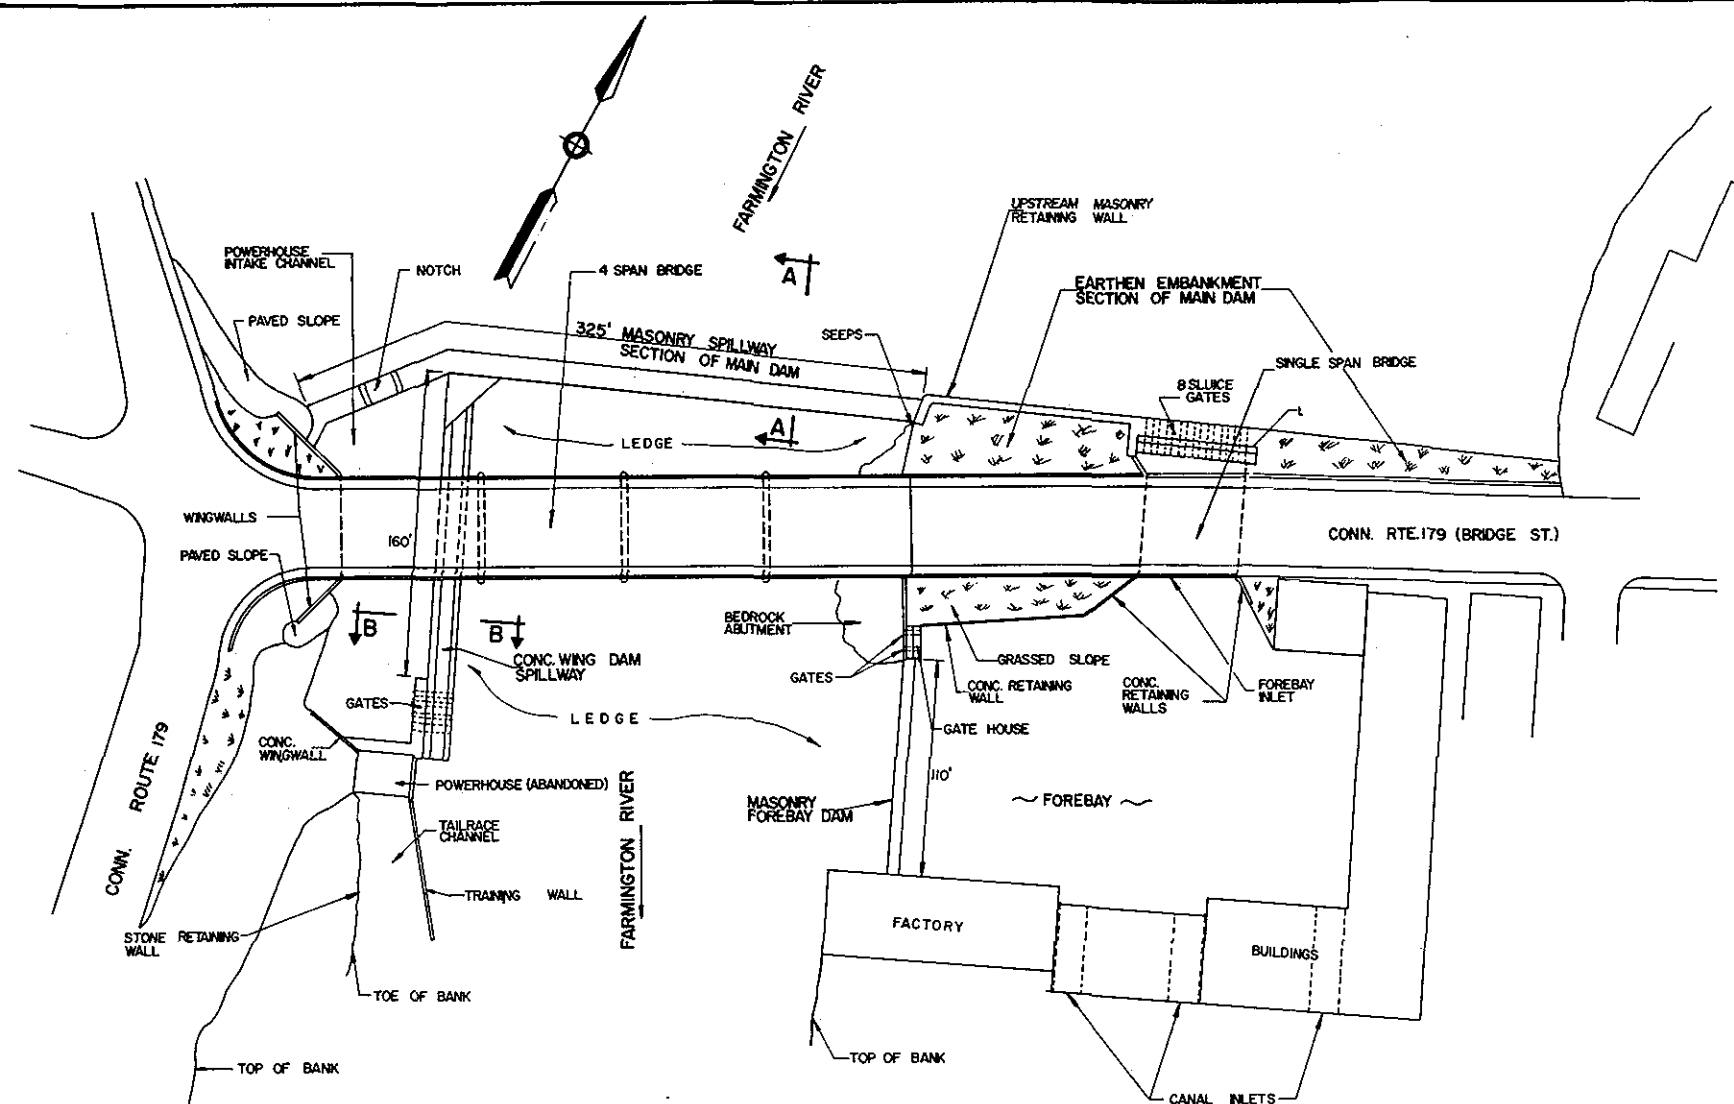 FARMINGTON RIVER
UPSTREAM MASONRY
RETAINING WALL
POWERHOUSE
INTAKE CHANNEL
NOTCH
4 SPAN BRIDGE
A
EARTHEN EMBANKMENT
SECTION OF MAIN DAM
PAVED SLOPE
325' MASONRY SPILLWAY
SECTION OF MAIN DAM
SEEPS
SINGLE SPAN BRIDGE
8 SLUICE
GATES
A
LEDGE
WINGWALLS
160'
CONN. RTE.179 (BRIDGE ST.)
PAVED SLOPE
B
B
BEDROCK
ABUTMENT
CONC. WING DAM
SPILLWAY
GATES
GRASSED SLOPE
CONC. RETAINING
WALL
CONC.
RETAINING
WALLS
FOREBAY
INLET
GATES
LEDGE
GATE HOUSE
CONC.
WINGWALL
CONN. ROUTE 179
POWERHOUSE (ABANDONED)
110'
MASONRY
FOREBAY DAM
~ FOREBAY ~
TAILRACE
CHANNEL
FARMINGTON RIVER
TRAINING WALL
STONE RETAINING
WALL
FACTORY
BUILDINGS
TOE OF BANK
TOP OF BANK
TOP OF BANK
CANAL INLETS